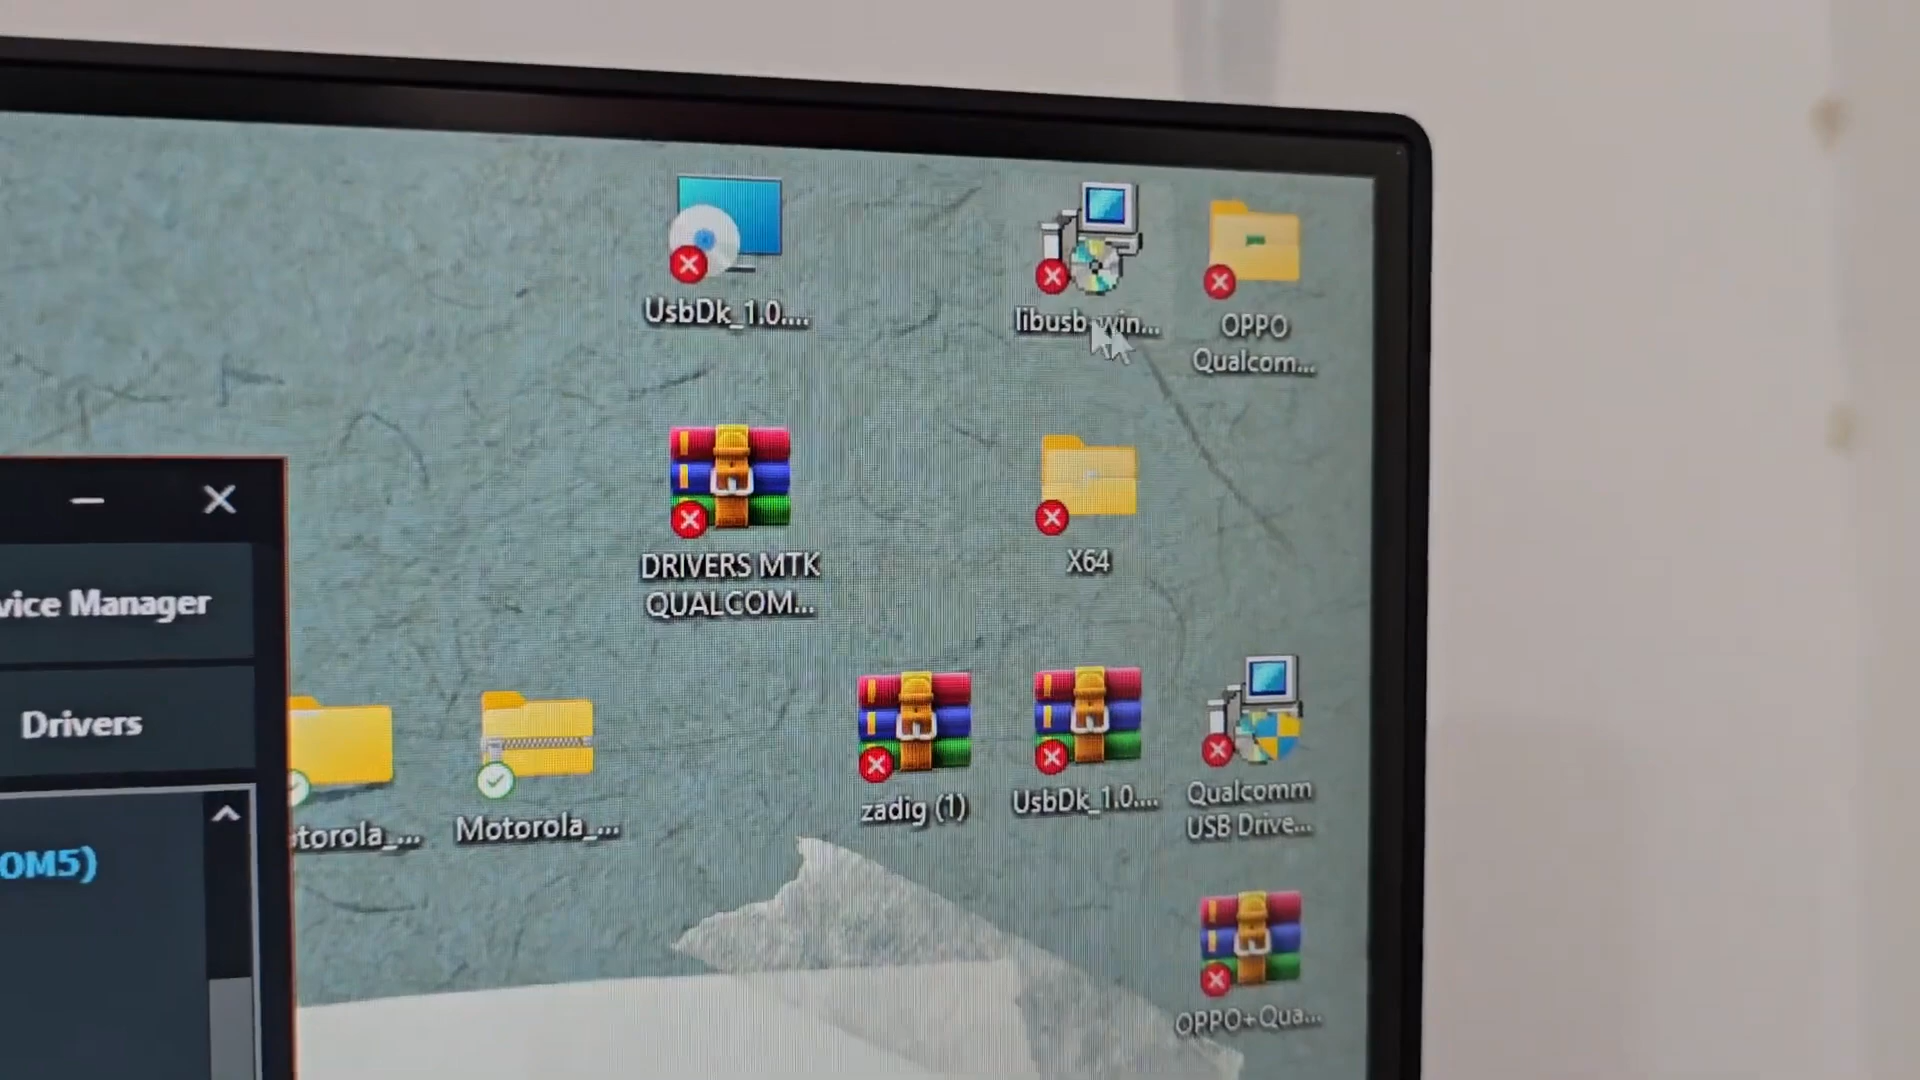 UsbDk_1.0....
libusb-win...
OPPO
Qualcom...
DRIVERS MTK
QUALCOM...
X64
vice Manager
Drivers
torola_...
Motorola_...
zadig (1)
UsbDk_1.0....
Qualcomm
USB Drive...
OM5)
OPPO+Qua...